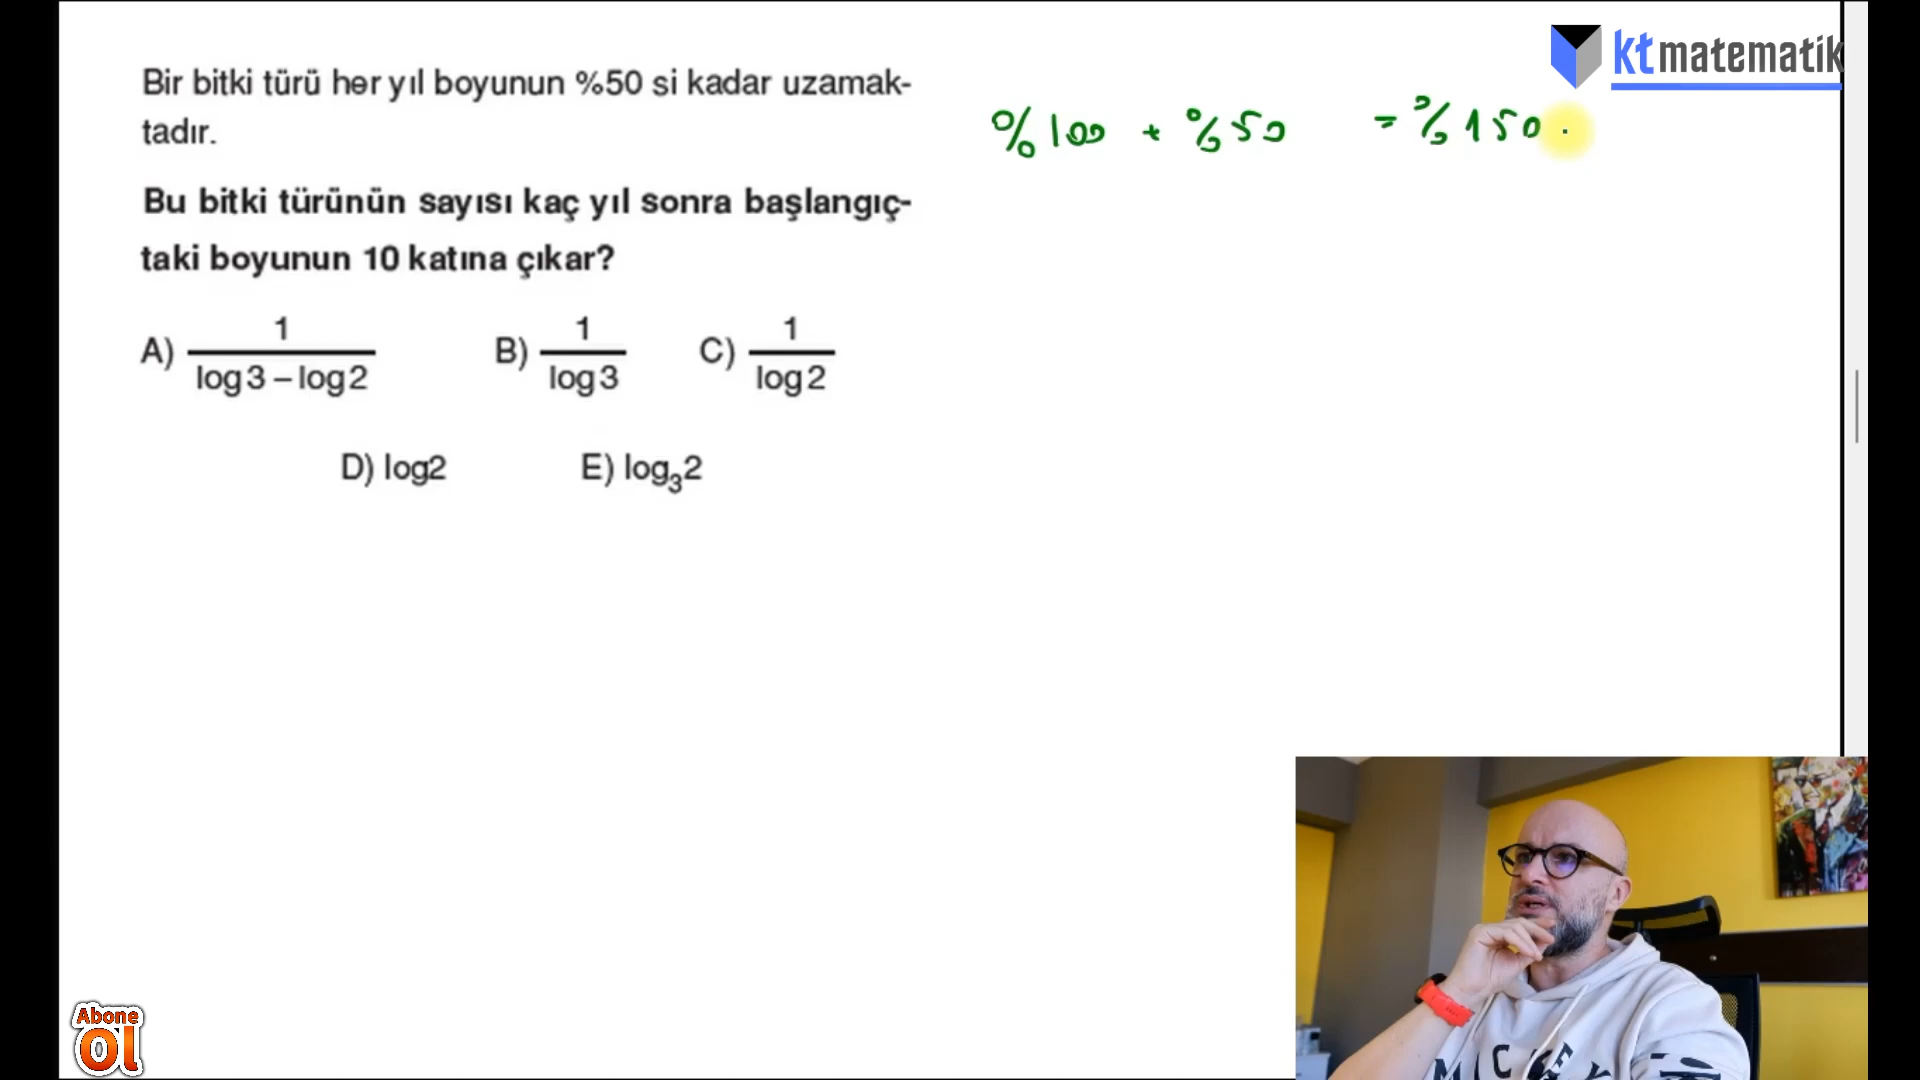 ktmatematik
Bir bitki türü her yıl boyunun %50 si kadar uzamak-
tadır.
%100 + %50 = %150
Bu bitki türünün sayısı kaç yıl sonra başlangıç-
taki boyunun 10 katına çıkar?
A) 1 / log3 – log2 B) 1 / log3 C) 1 / log2
D) log2 E) log₃2
Abone
Ol